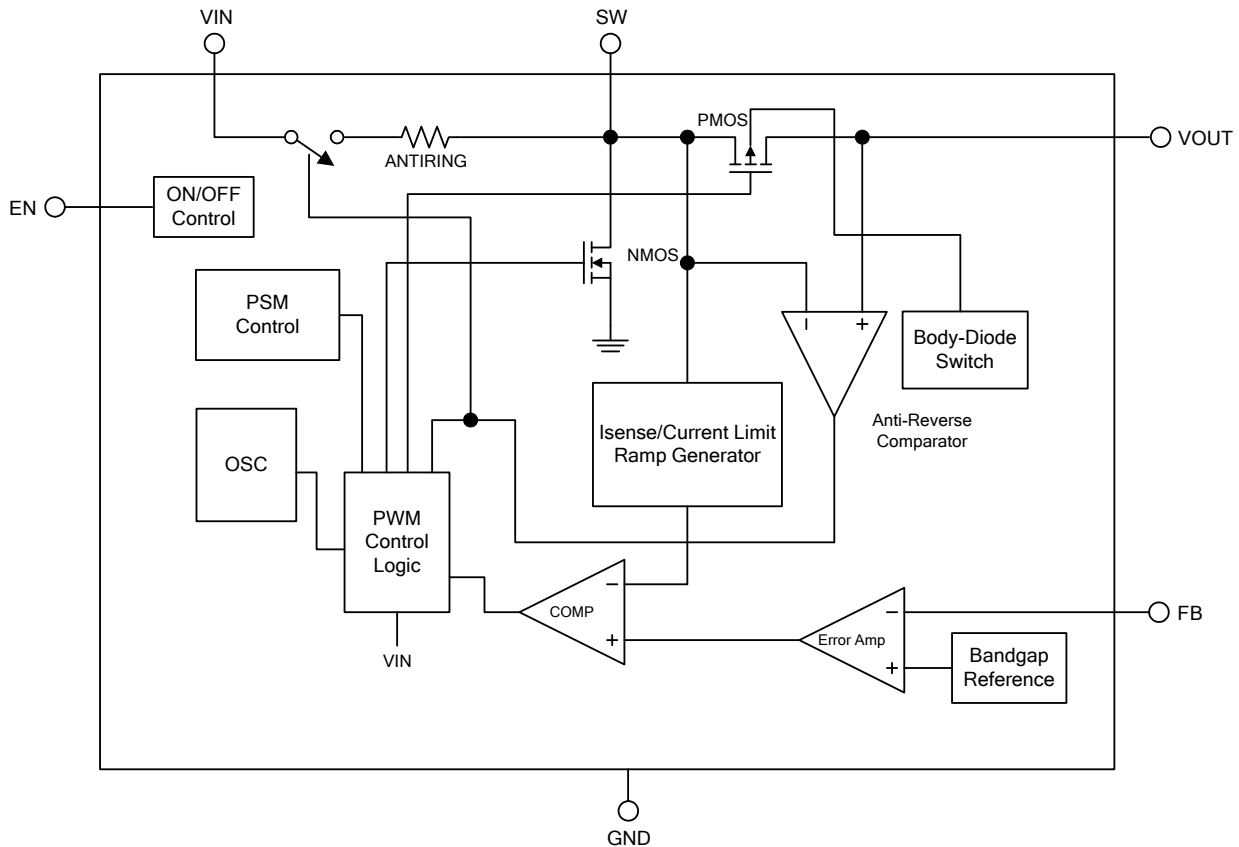 VIN
SW
PMOS
ANTIRING
VOUT
EN
ON/OFF
Control
NMOS
PSM
Control
Body-Diode
Switch
Isense/Current Limit
Ramp Generator
Anti-Reverse
Comparator
OSC
PWM
Control
Logic
COMP
Error Amp
FB
Bandgap
Reference
VIN
GND